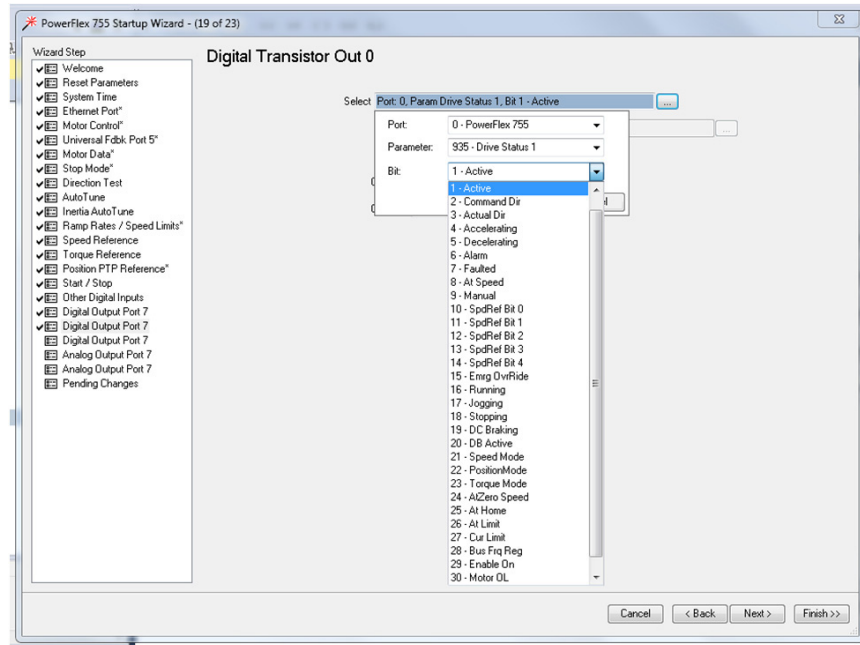 PowerFlex 755 Startup Wizard - (19 of 23)
Wizard Step
Welcome
Reset Parameters
System Time
Ethernet Port*
Motor Control*
Universal Fdbk Port 5*
Motor Data*
Stop Mode*
Direction Test
AutoTune
Inertia AutoTune
Ramp Rates / Speed Limits*
Speed Reference
Torque Reference
Position PTP Reference*
Start / Stop
Other Digital Inputs
Digital Output Port 7
Digital Output Port 7
Digital Output Port 7
Analog Output Port 7
Analog Output Port 7
Pending Changes
Digital Transistor Out 0
Select Port: 0, Param Drive Status 1, Bit 1 - Active ...
Port: 0 - PowerFlex 755
Parameter: 935 - Drive Status 1
Bit: 1 - Active
1 - Active
2 - Command Dir
3 - Actual Dir
4 - Accelerating
5 - Decelerating
6 - Alarm
7 - Faulted
8 - At Speed
9 - Manual
10 - SpdRef Bit 0
11 - SpdRef Bit 1
12 - SpdRef Bit 2
13 - SpdRef Bit 3
14 - SpdRef Bit 4
15 - Emrg OvrRide
16 - Running
17 - Jogging
18 - Stopping
19 - DC Braking
20 - DB Active
21 - Speed Mode
22 - PositionMode
23 - Torque Mode
24 - AtZero Speed
25 - At Home
26 - At Limit
27 - Cur Limit
28 - Bus Frq Reg
29 - Enable On
30 - Motor OL
...
Cancel < Back Next > Finish >>